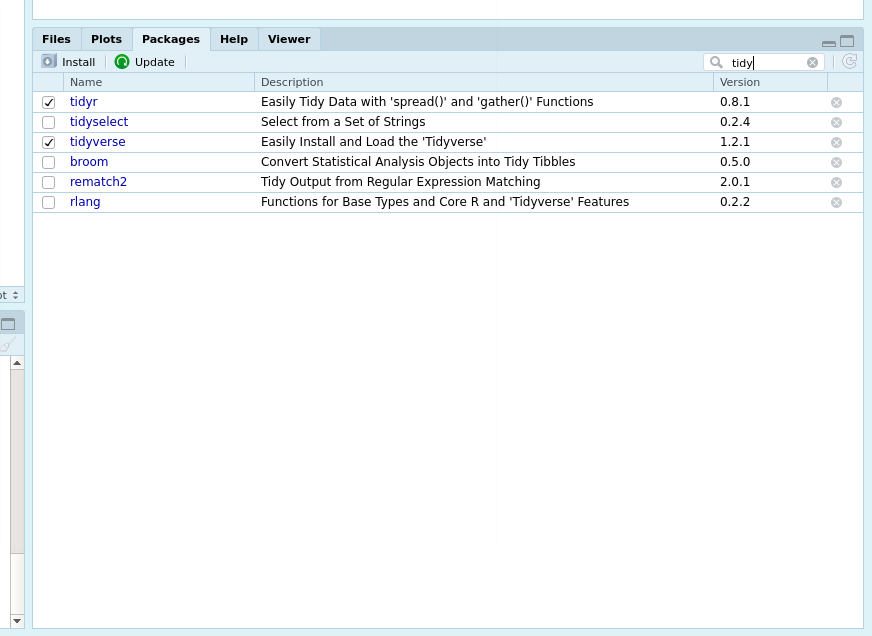 Files Plots Packages Help Viewer
Install Update tidy
Name Description Version
tidyr Easily Tidy Data with 'spread()' and 'gather()' Functions 0.8.1
tidyselect Select from a Set of Strings 0.2.4
tidyverse Easily Install and Load the 'Tidyverse' 1.2.1
broom Convert Statistical Analysis Objects into Tidy Tibbles 0.5.0
rematch2 Tidy Output from Regular Expression Matching 2.0.1
rlang Functions for Base Types and Core R and 'Tidyverse' Features 0.2.2